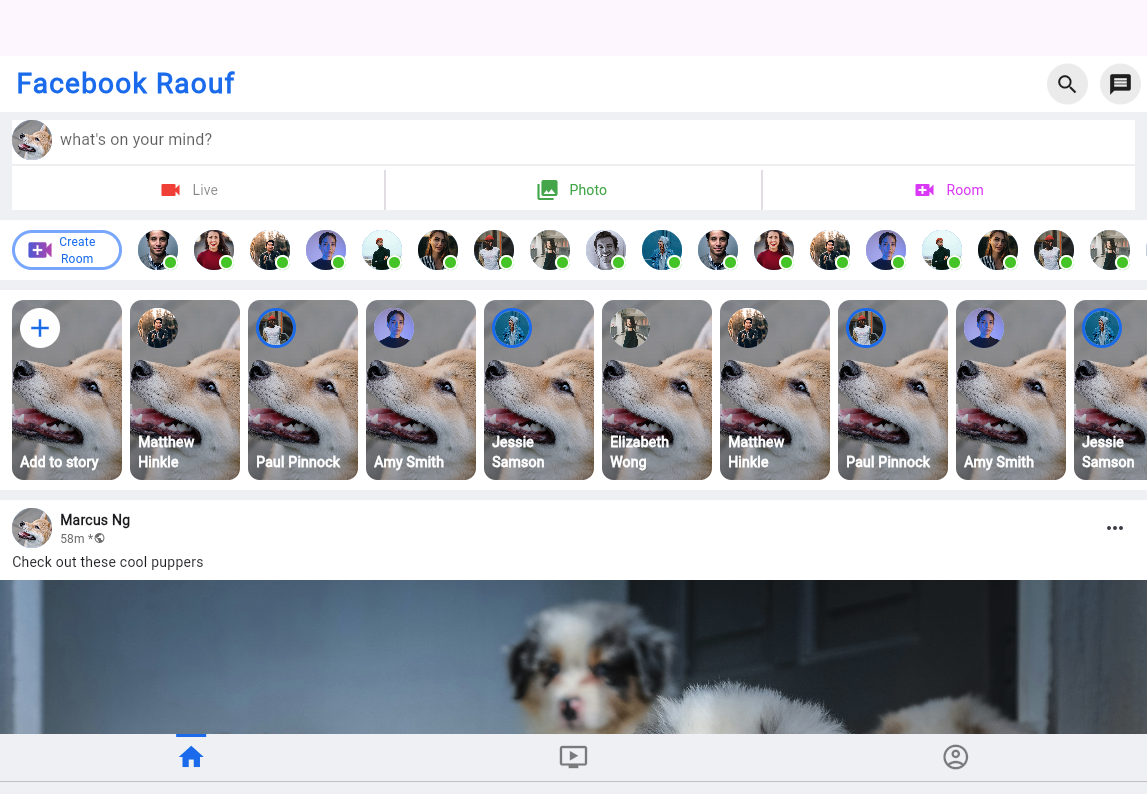 Facebook Raouf
what's on your mind?
Live
Photo
Room
Create
Room
Add to story
Matthew
Hinkle
Paul Pinnock
Amy Smith
Jessie
Samson
Elizabeth
Wong
Matthew
Hinkle
Paul Pinnock
Amy Smith
Jessie
Samson
Marcus Ng
58m *
Check out these cool puppers